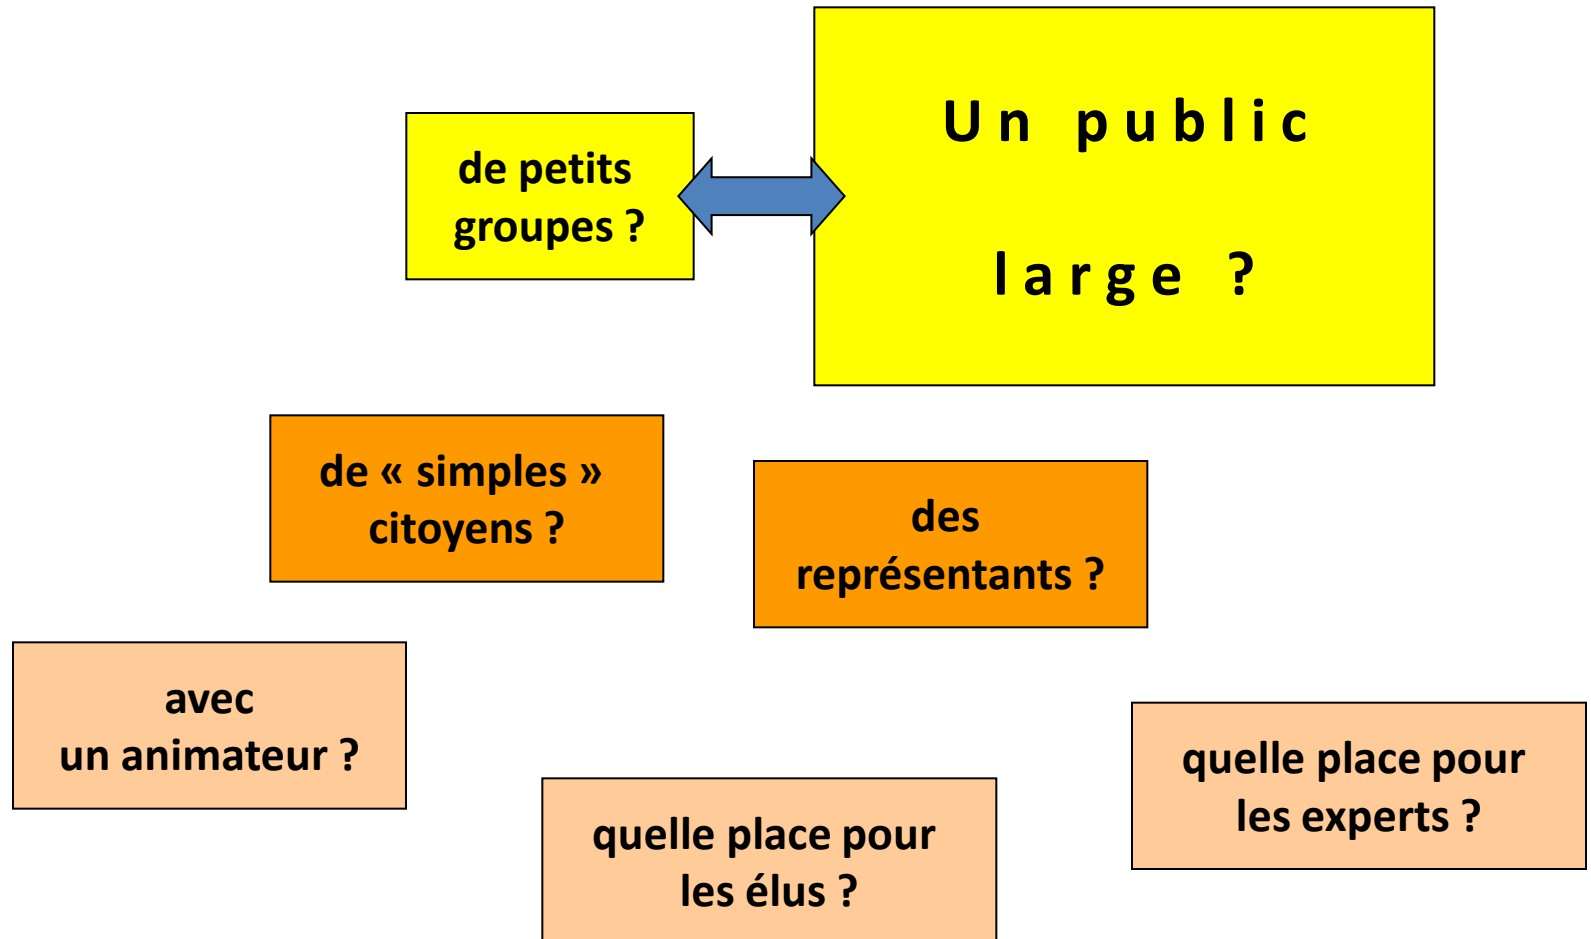 de petits
groupes ?
Un public
large ?
de « simples »
citoyens ?
des
représentants ?
avec
un animateur ?
quelle place pour
les élus ?
quelle place pour
les experts ?